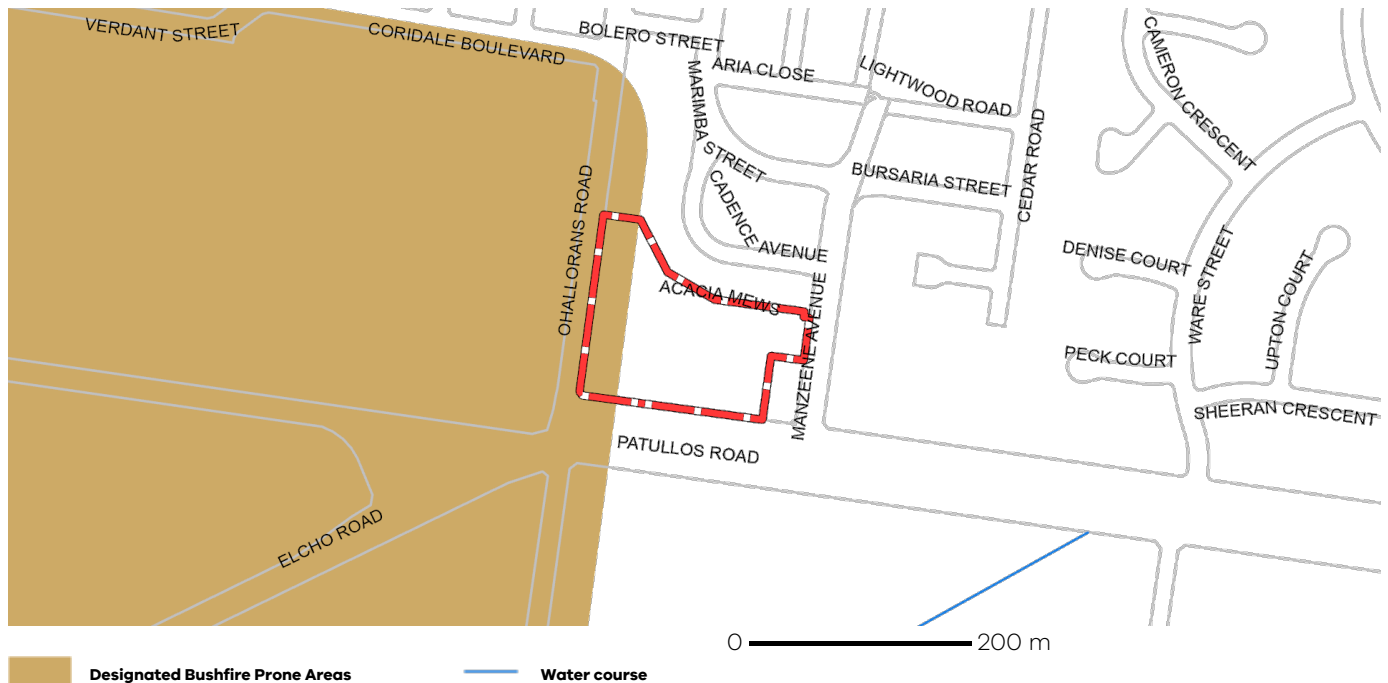 VERDANT STREET
CORIDALE BOULEVARD
BOLERO STREET
ARIA CLOSE
LIGHTWOOD ROAD
CAMERON CRESCENT
MARIMBA STREET
CEDAR ROAD
BURSARIA STREET
CADENCE AVENUE
OHALLORANS ROAD
DENISE COURT
WARE STREET
UPTON COURT
ACACIA MEWS
MANZEENE AVENUE
PECK COURT
SHEERAN CRESCENT
PATULLOS ROAD
ELCHO ROAD
0 200 m
Designated Bushfire Prone Areas
Water course